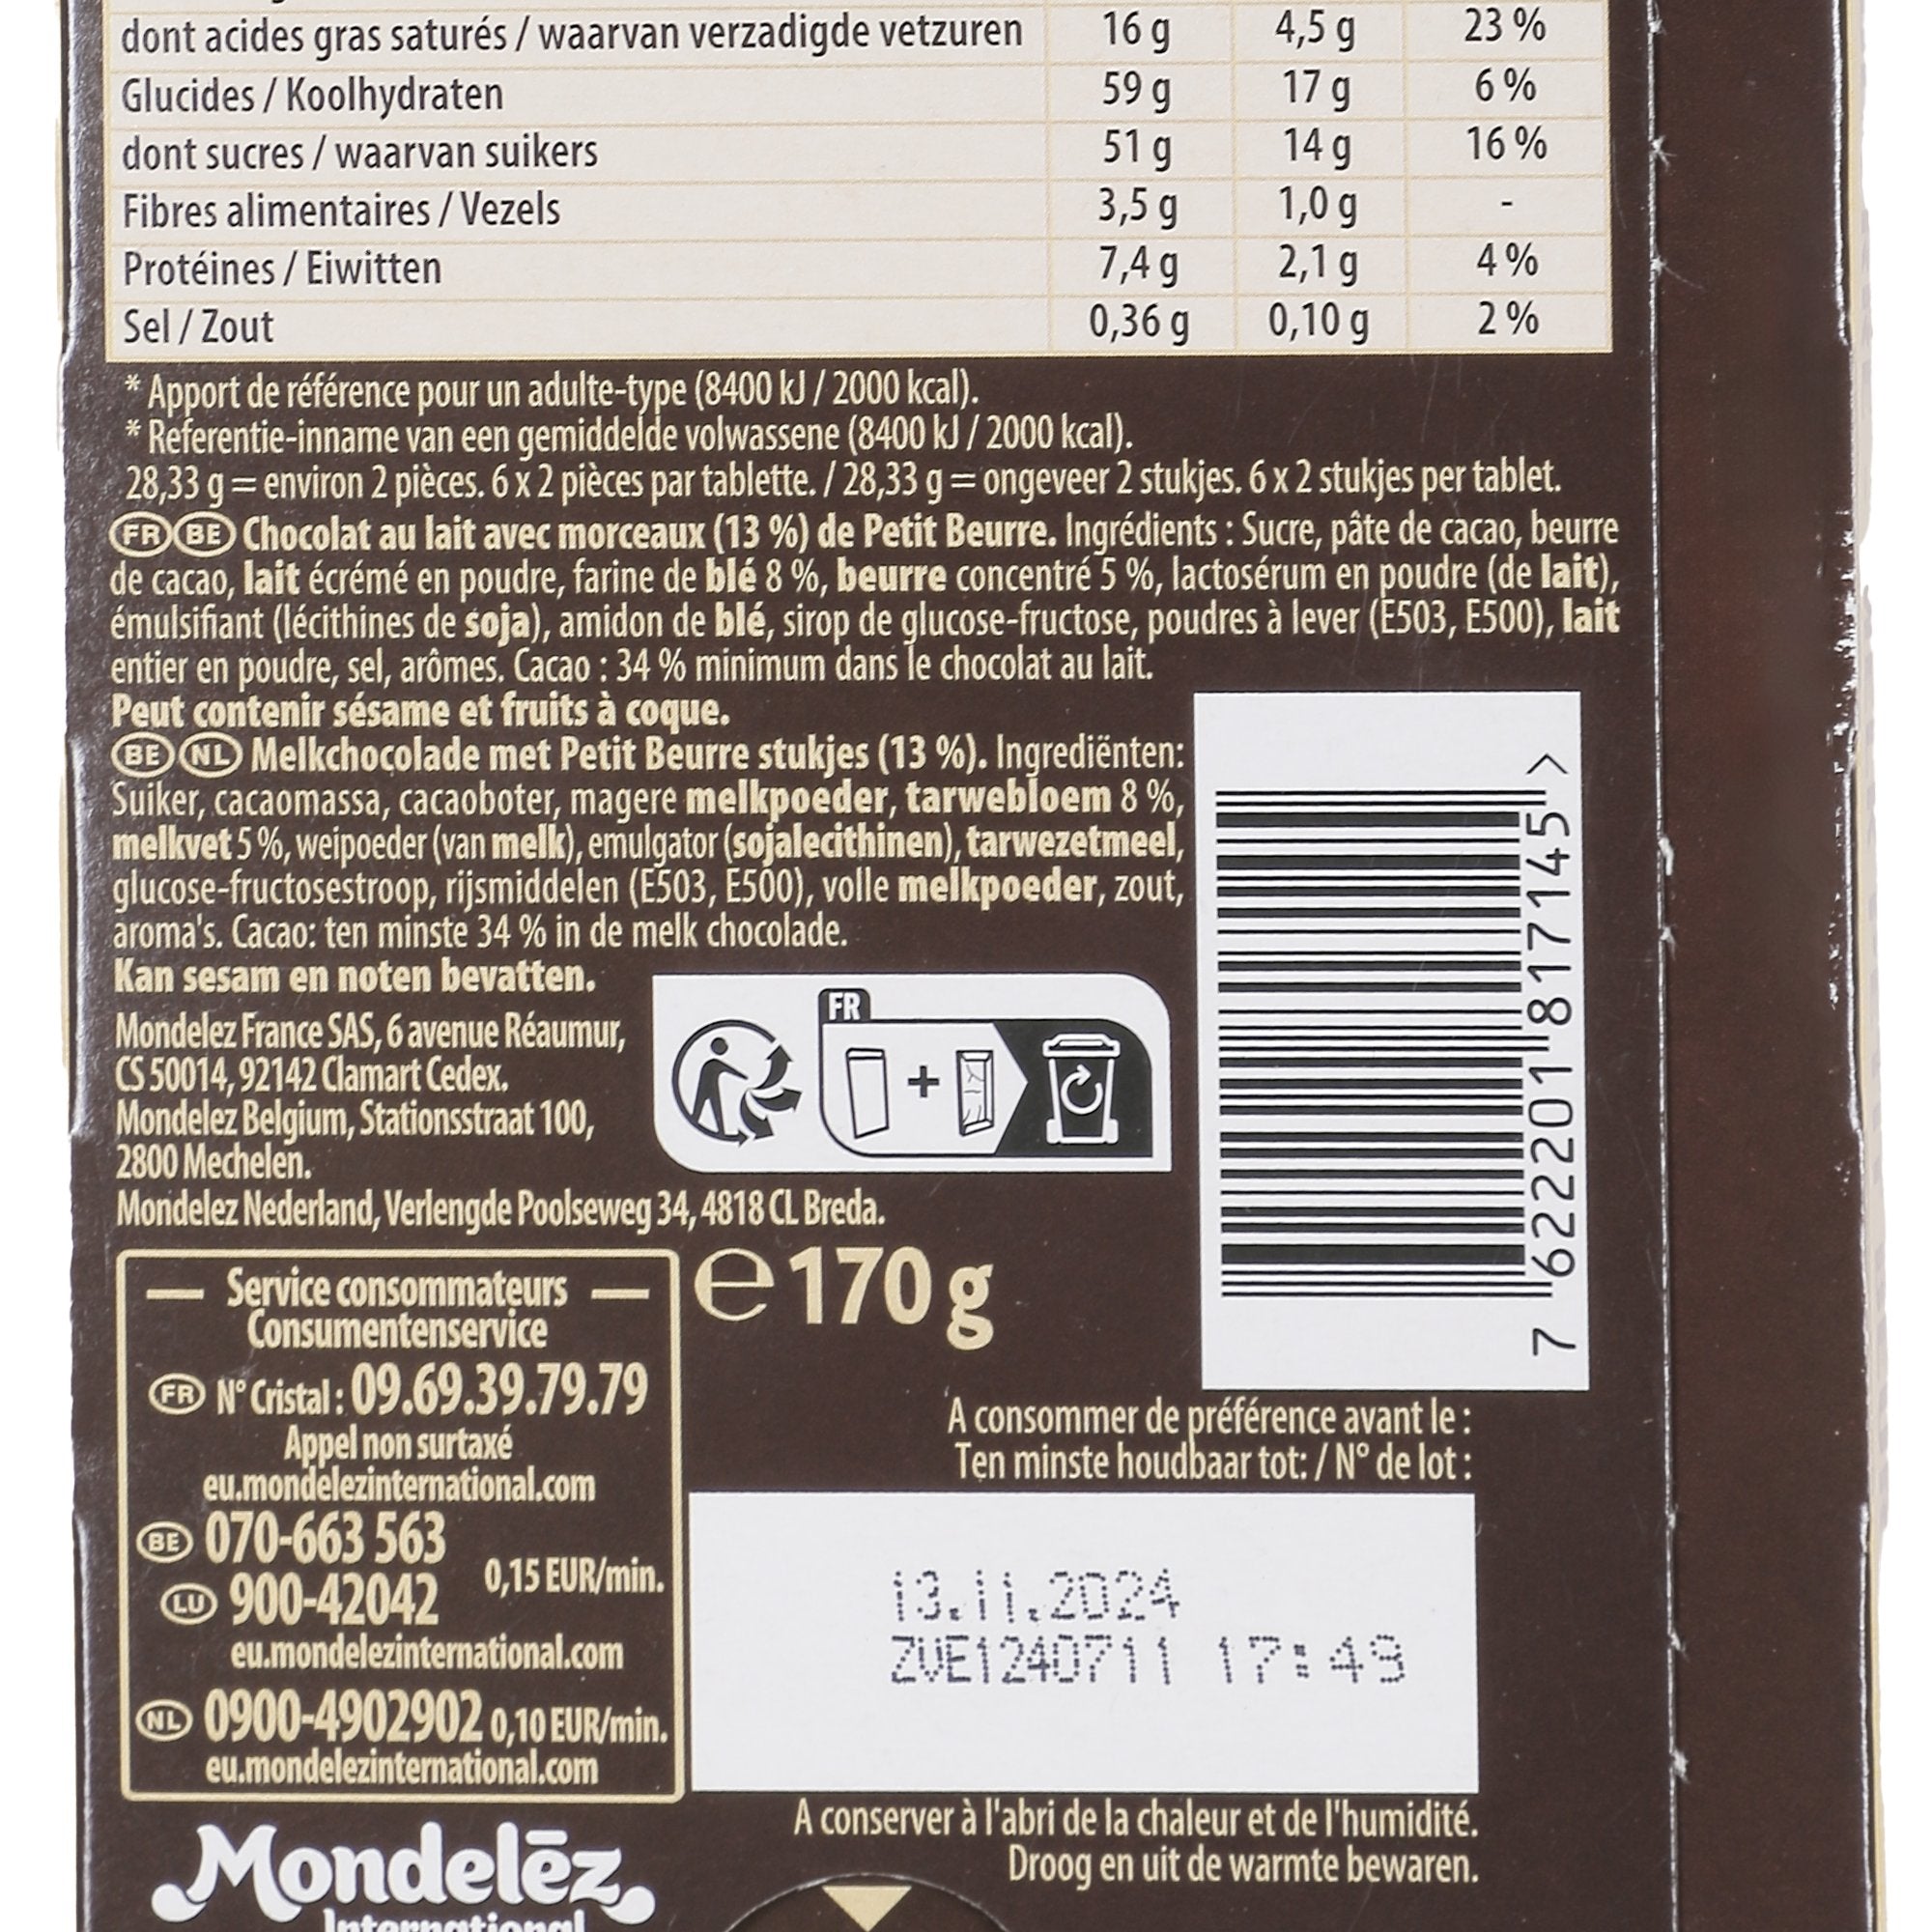 dont acides gras saturés / waarvan verzadigde vetzuren 16 g 4,5 g 23 %
Glucides / Koolhydraten 59 g 17 g 6 %
dont sucres / waarvan suikers 51 g 14 g 16 %
Fibres alimentaires / Vezels 3,5 g 1,0 g -
Protéines / Eiwitten 7,4 g 2,1 g 4 %
Sel / Zout 0,36 g 0,10 g 2 %
* Apport de référence pour un adulte-type (8400 kJ / 2000 kcal).
* Referentie-inname van een gemiddelde volwassene (8400 kJ / 2000 kcal).
28,33 g = environ 2 pièces. 6 x 2 pièces par tablette. / 28,33 g = ongeveer 2 stukjes. 6 x 2 stukjes per tablet.
FR BE Chocolat au lait avec morceaux (13 %) de Petit Beurre. Ingrédients : Sucre, pâte de cacao, beurre
de cacao, lait écrémé en poudre, farine de blé 8 %, beurre concentré 5 %, lactosérum en poudre (de lait),
émulsifiant (lécithines de soja), amidon de blé, sirop de glucose-fructose, poudres à lever (E503, E500), lait
entier en poudre, sel, arômes. Cacao : 34 % minimum dans le chocolat au lait.
Peut contenir sésame et fruits à coque.
BE NL Melkchocolade met Petit Beurre stukjes (13 %). Ingrediënten:
Suiker, cacaomassa, cacaoboter, magere melkpoeder, tarwebloem 8 %,
melkvet 5 %, weipoeder (van melk), emulgator (sojalecithinen), tarwezetmeel,
glucose-fructosestroop, rijsmiddelen (E503, E500), volle melkpoeder, zout,
aroma's. Cacao: ten minste 34 % in de melk chocolade.
Kan sesam en noten bevatten.
Mondelez France SAS, 6 avenue Réaumur,
CS 50014, 92142 Clamart Cedex.
Mondelez Belgium, Stationsstraat 100,
2800 Mechelen.
Mondelez Nederland, Verlengde Poolseweg 34, 4818 CL Breda.
FR
+
7 622201 817145 >
Service consommateurs
Consumentenservice
FR N° Cristal : 09.69.39.79.79
Appel non surtaxé
eu.mondelezinternational.com
BE 070-663 563
0,15 EUR/min.
LU 900-42042
eu.mondelezinternational.com
NL 0900-4902902 0,10 EUR/min.
eu.mondelezinternational.com
e 170 g
A consommer de préférence avant le :
Ten minste houdbaar tot: / N° de lot :
13.11.2024
ZUE1240711 17:49
A conserver à l'abri de la chaleur et de l'humidité.
Droog en uit de warmte bewaren.
Mondelēz
International